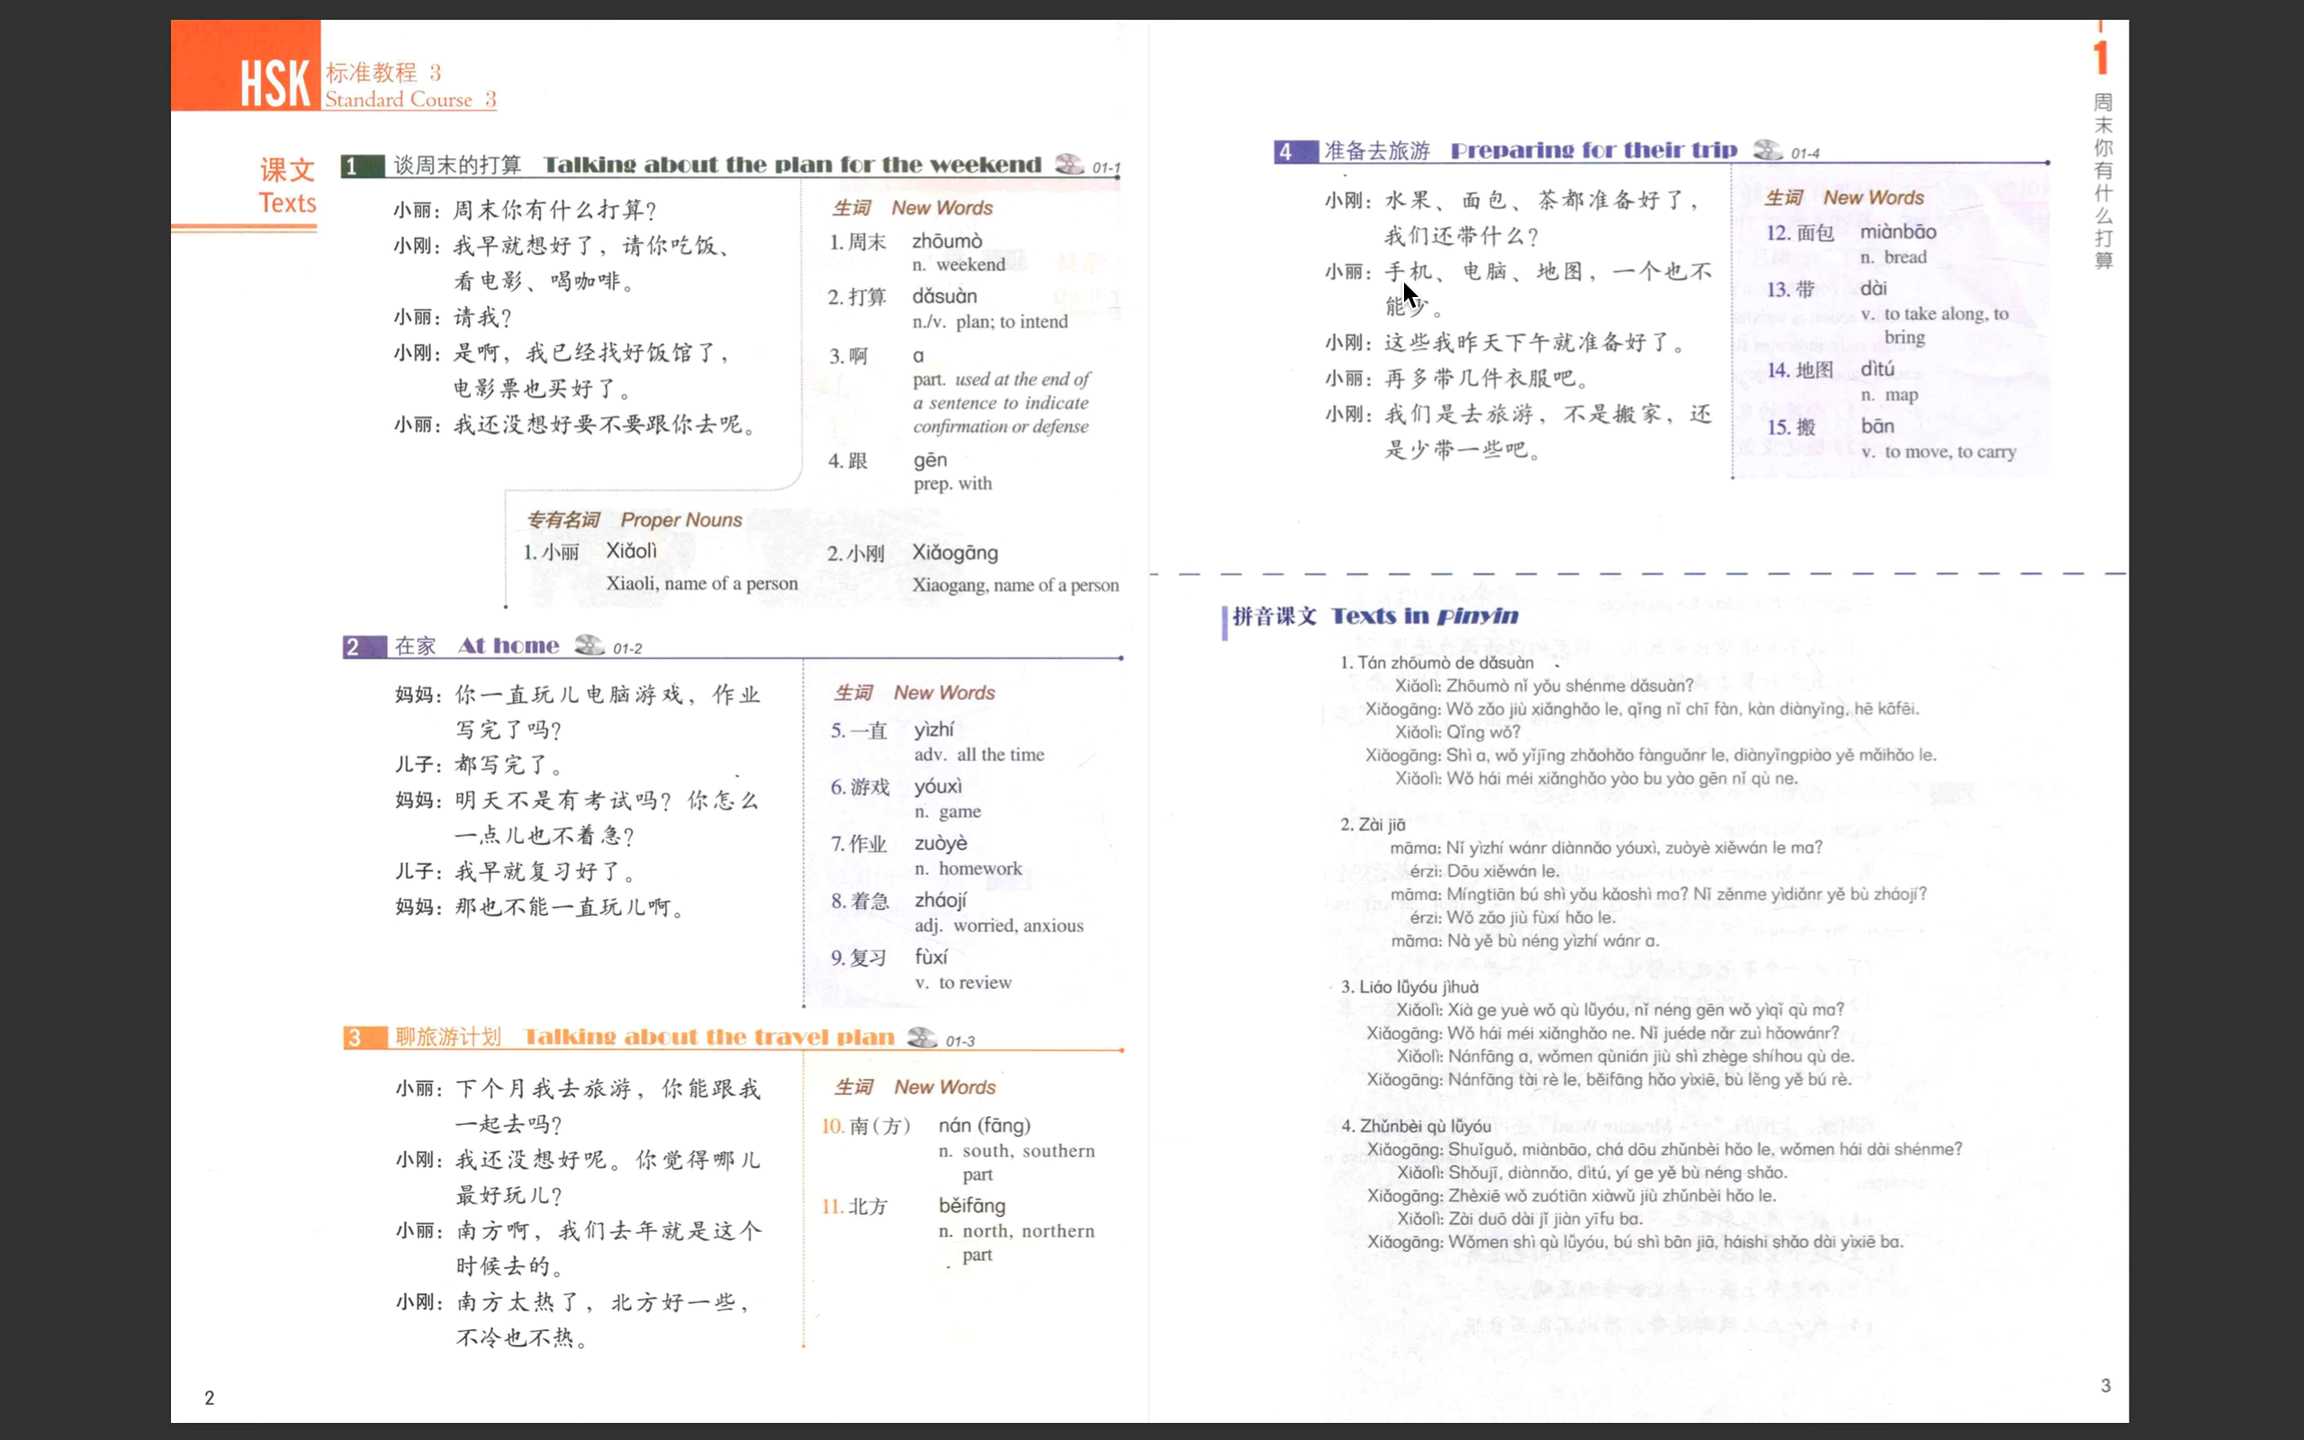 HSK 标准教程 3
Standard Course 3
课文
Texts
1 谈周末的打算 Talking about the plan for the weekend 01-1
小丽：周末你有什么打算？
小刚：我早就想好了，请你吃饭、
看电影、喝咖啡。
小丽：请我？
小刚：是啊，我已经找好饭馆了，
电影票也买好了。
小丽：我还没想好要不要跟你去呢。
生词 New Words
1. 周末 zhōumò
n. weekend
2. 打算 dǎsuàn
n./v. plan; to intend
3. 啊 a
part. used at the end of
a sentence to indicate
confirmation or defense
4. 跟 gēn
prep. with
专有名词 Proper Nouns
1. 小丽 Xiǎolì
Xiaoli, name of a person
2. 小刚 Xiǎogāng
Xiaogang, name of a person
2 在家 At home 01-2
妈妈：你一直玩儿电脑游戏，作业
写完了吗？
儿子：都写完了。
妈妈：明天不是有考试吗？你怎么
一点儿也不着急？
儿子：我早就复习好了。
妈妈：那也不能一直玩儿啊。
生词 New Words
5. 一直 yìzhí
adv. all the time
6. 游戏 yóuxì
n. game
7. 作业 zuòyè
n. homework
8. 着急 zháojí
adj. worried, anxious
9. 复习 fùxí
v. to review
3 聊旅游计划 Talking about the travel plan 01-3
小丽：下个月我去旅游，你能跟我
一起去吗？
小刚：我还没想好呢。你觉得哪儿
最好玩儿？
小丽：南方啊，我们去年就是这个
时候去的。
小刚：南方太热了，北方好一些，
不冷也不热。
生词 New Words
10. 南（方） nán (fāng)
n. south, southern
part
11. 北方 běifāng
n. north, northern
part
2
1
周末你有什么打算
4 准备去旅游 Preparing for their trip 01-4
小刚：水果、面包、茶都准备好了，
我们还带什么？
小丽：手机、电脑、地图，一个也不
能少。
小刚：这些我昨天下午就准备好了。
小丽：再多带几件衣服吧。
小刚：我们是去旅游，不是搬家，还
是少带一些吧。
生词 New Words
12. 面包 miànbāo
n. bread
13. 带 dài
v. to take along, to
bring
14. 地图 dìtú
n. map
15. 搬 bān
v. to move, to carry
拼音课文 Texts in Pinyin
1. Tán zhōumò de dǎsuàn
Xiǎolì: Zhōumò nǐ yǒu shénme dǎsuàn?
Xiǎogāng: Wǒ zǎo jiù xiǎnghǎo le, qǐng nǐ chī fàn, kàn diànyǐng, hē kāfēi.
Xiǎolì: Qǐng wǒ?
Xiǎogāng: Shì a, wǒ yǐjīng zhǎohǎo fànguǎnr le, diànyǐngpiào yě mǎihǎo le.
Xiǎolì: Wǒ hái méi xiǎnghǎo yào bu yào gēn nǐ qù ne.
2. Zài jiā
māma: Nǐ yìzhí wánr diànnǎo yóuxì, zuòyè xiěwán le ma?
érzi: Dōu xiěwán le.
māma: Míngtiān bú shì yǒu kǎoshì ma? Nǐ zěnme yìdiǎnr yě bù zháojí?
érzi: Wǒ zǎo jiù fùxí hǎo le.
māma: Nà yě bù néng yìzhí wánr a.
3. Liáo lǚyóu jìhuà
Xiǎolì: Xià ge yuè wǒ qù lǚyóu, nǐ néng gēn wǒ yìqǐ qù ma?
Xiǎogāng: Wǒ hái méi xiǎnghǎo ne. Nǐ juéde nǎr zuì hǎowánr?
Xiǎolì: Nánfāng a, wǒmen qùnián jiù shì zhège shíhou qù de.
Xiǎogāng: Nánfāng tài rè le, běifāng hǎo yìxiē, bù lěng yě bú rè.
4. Zhǔnbèi qù lǚyóu
Xiǎogāng: Shuǐguǒ, miànbāo, chá dōu zhǔnbèi hǎo le, wǒmen hái dài shénme?
Xiǎolì: Shǒujī, diànnǎo, dìtú, yí ge yě bù néng shǎo.
Xiǎogāng: Zhèxiē wǒ zuótiān xiàwǔ jiù zhǔnbèi hǎo le.
Xiǎolì: Zài duō dài jǐ jiàn yīfu ba.
Xiǎogāng: Wǒmen shì qù lǚyóu, bú shì bān jiā, háishi shǎo dài yìxiē ba.
3